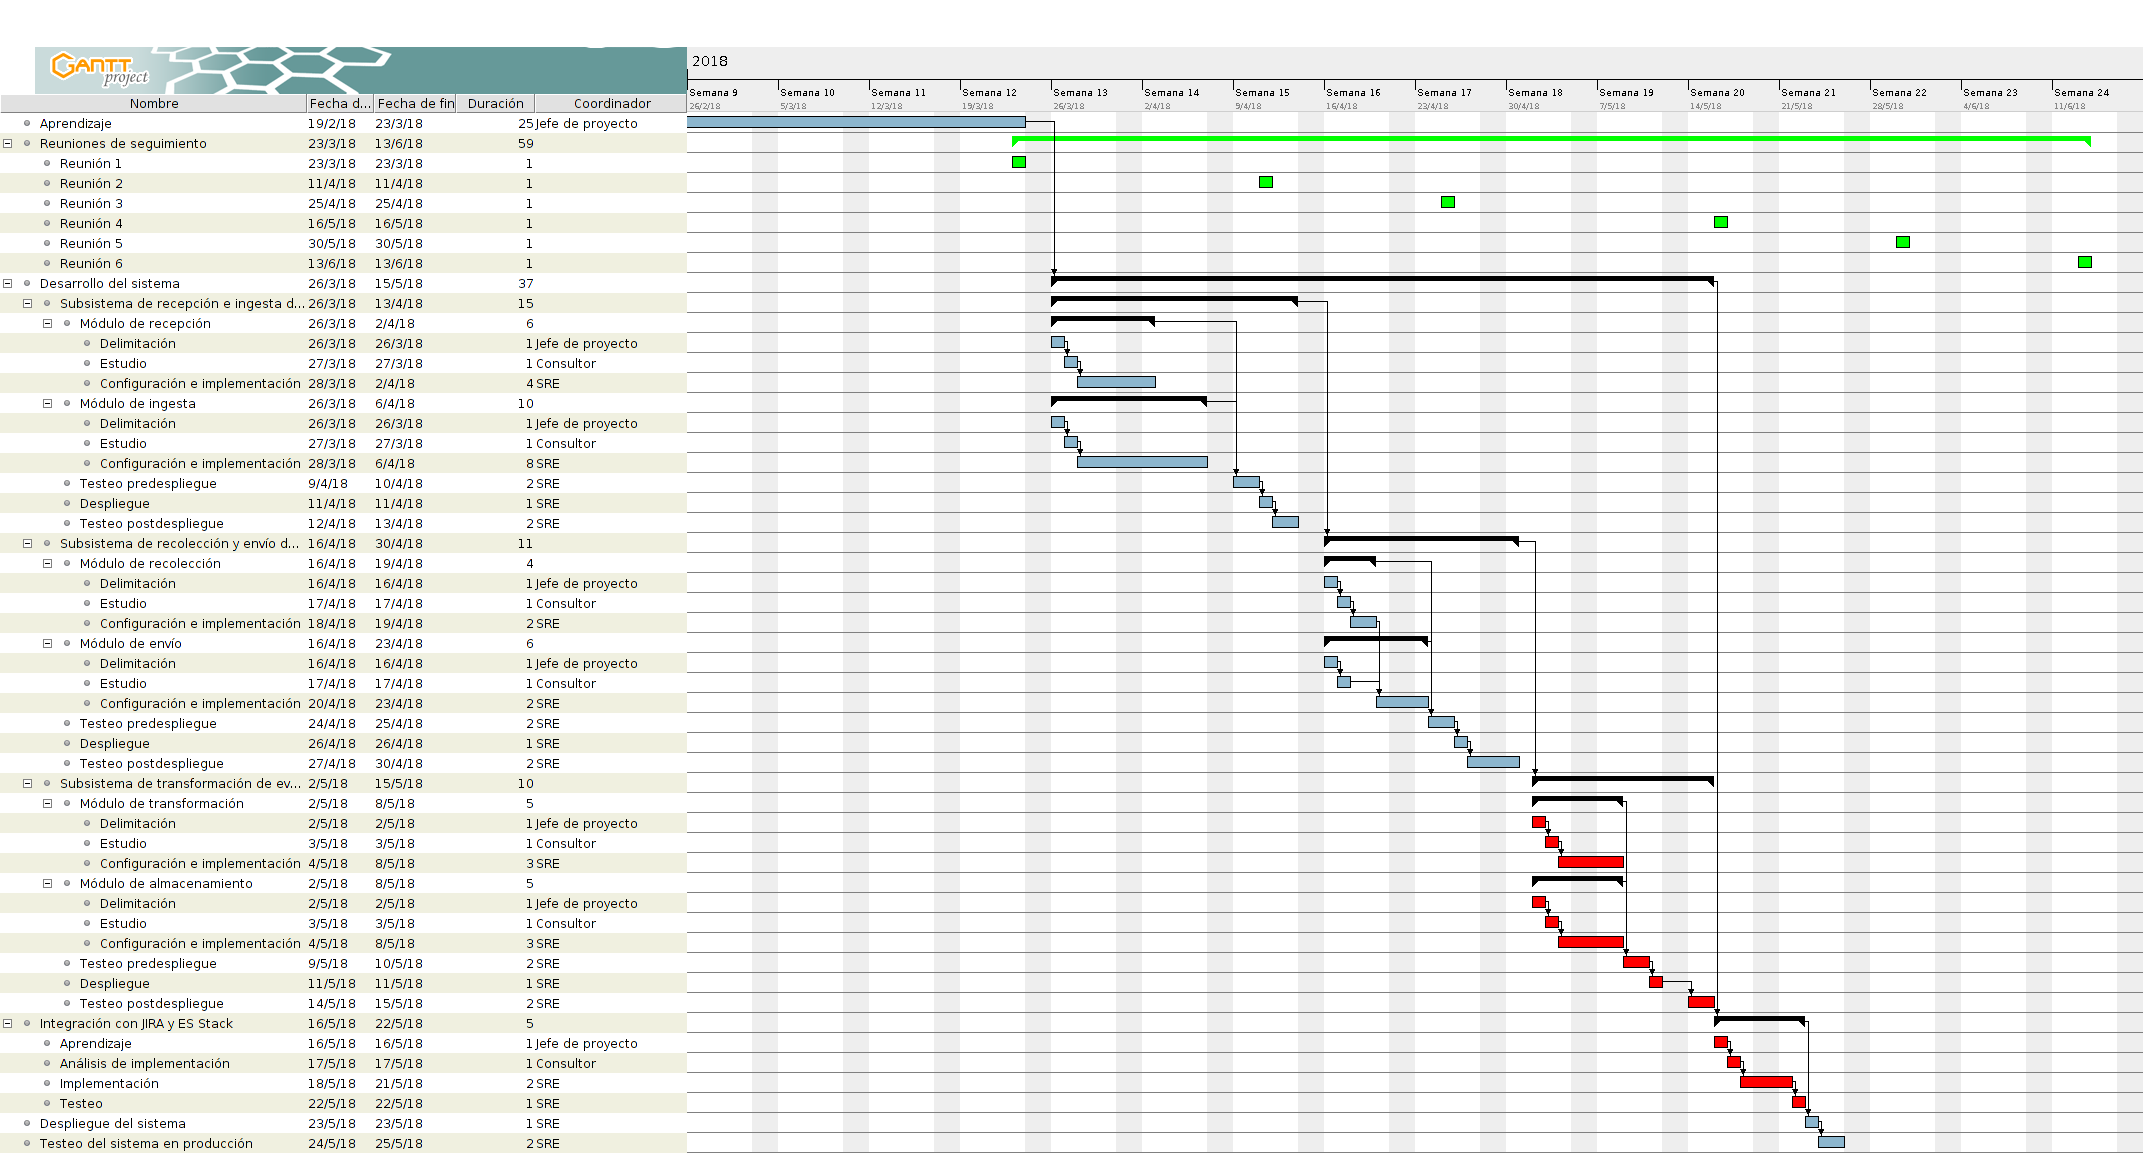 GANTT
project
2018
Nombre Fecha d... Fecha de fin Duración Coordinador
Semana 9 Semana 10 Semana 11 Semana 12 Semana 13 Semana 14 Semana 15 Semana 16 Semana 17 Semana 18 Semana 19 Semana 20 Semana 21 Semana 22 Semana 23 Semana 24
26/2/18 5/3/18 12/3/18 19/3/18 26/3/18 2/4/18 9/4/18 16/4/18 23/4/18 30/4/18 7/5/18 14/5/18 21/5/18 28/5/18 4/6/18 11/6/18
Aprendizaje 19/2/18 23/3/18 25 Jefe de proyecto
Reuniones de seguimiento 23/3/18 13/6/18 59
Reunión 1 23/3/18 23/3/18 1
Reunión 2 11/4/18 11/4/18 1
Reunión 3 25/4/18 25/4/18 1
Reunión 4 16/5/18 16/5/18 1
Reunión 5 30/5/18 30/5/18 1
Reunión 6 13/6/18 13/6/18 1
Desarrollo del sistema 26/3/18 15/5/18 37
Subsistema de recepción e ingesta d... 26/3/18 13/4/18 15
Módulo de recepción 26/3/18 2/4/18 6
Delimitación 26/3/18 26/3/18 1 Jefe de proyecto
Estudio 27/3/18 27/3/18 1 Consultor
Configuración e implementación 28/3/18 2/4/18 4 SRE
Módulo de ingesta 26/3/18 6/4/18 10
Delimitación 26/3/18 26/3/18 1 Jefe de proyecto
Estudio 27/3/18 27/3/18 1 Consultor
Configuración e implementación 28/3/18 6/4/18 8 SRE
Testeo predespliegue 9/4/18 10/4/18 2 SRE
Despliegue 11/4/18 11/4/18 1 SRE
Testeo postdespliegue 12/4/18 13/4/18 2 SRE
Subsistema de recolección y envío d... 16/4/18 30/4/18 11
Módulo de recolección 16/4/18 19/4/18 4
Delimitación 16/4/18 16/4/18 1 Jefe de proyecto
Estudio 17/4/18 17/4/18 1 Consultor
Configuración e implementación 18/4/18 19/4/18 2 SRE
Módulo de envío 16/4/18 23/4/18 6
Delimitación 16/4/18 16/4/18 1 Jefe de proyecto
Estudio 17/4/18 17/4/18 1 Consultor
Configuración e implementación 20/4/18 23/4/18 2 SRE
Testeo predespliegue 24/4/18 25/4/18 2 SRE
Despliegue 26/4/18 26/4/18 1 SRE
Testeo postdespliegue 27/4/18 30/4/18 2 SRE
Subsistema de transformación de ev... 2/5/18 15/5/18 10
Módulo de transformación 2/5/18 8/5/18 5
Delimitación 2/5/18 2/5/18 1 Jefe de proyecto
Estudio 3/5/18 3/5/18 1 Consultor
Configuración e implementación 4/5/18 8/5/18 3 SRE
Módulo de almacenamiento 2/5/18 8/5/18 5
Delimitación 2/5/18 2/5/18 1 Jefe de proyecto
Estudio 3/5/18 3/5/18 1 Consultor
Configuración e implementación 4/5/18 8/5/18 3 SRE
Testeo predespliegue 9/5/18 10/5/18 2 SRE
Despliegue 11/5/18 11/5/18 1 SRE
Testeo postdespliegue 14/5/18 15/5/18 2 SRE
Integración con JIRA y ES Stack 16/5/18 22/5/18 5
Aprendizaje 16/5/18 16/5/18 1 Jefe de proyecto
Análisis de implementación 17/5/18 17/5/18 1 Consultor
Implementación 18/5/18 21/5/18 2 SRE
Testeo 22/5/18 22/5/18 1 SRE
Despliegue del sistema 23/5/18 23/5/18 1 SRE
Testeo del sistema en producción 24/5/18 25/5/18 2 SRE